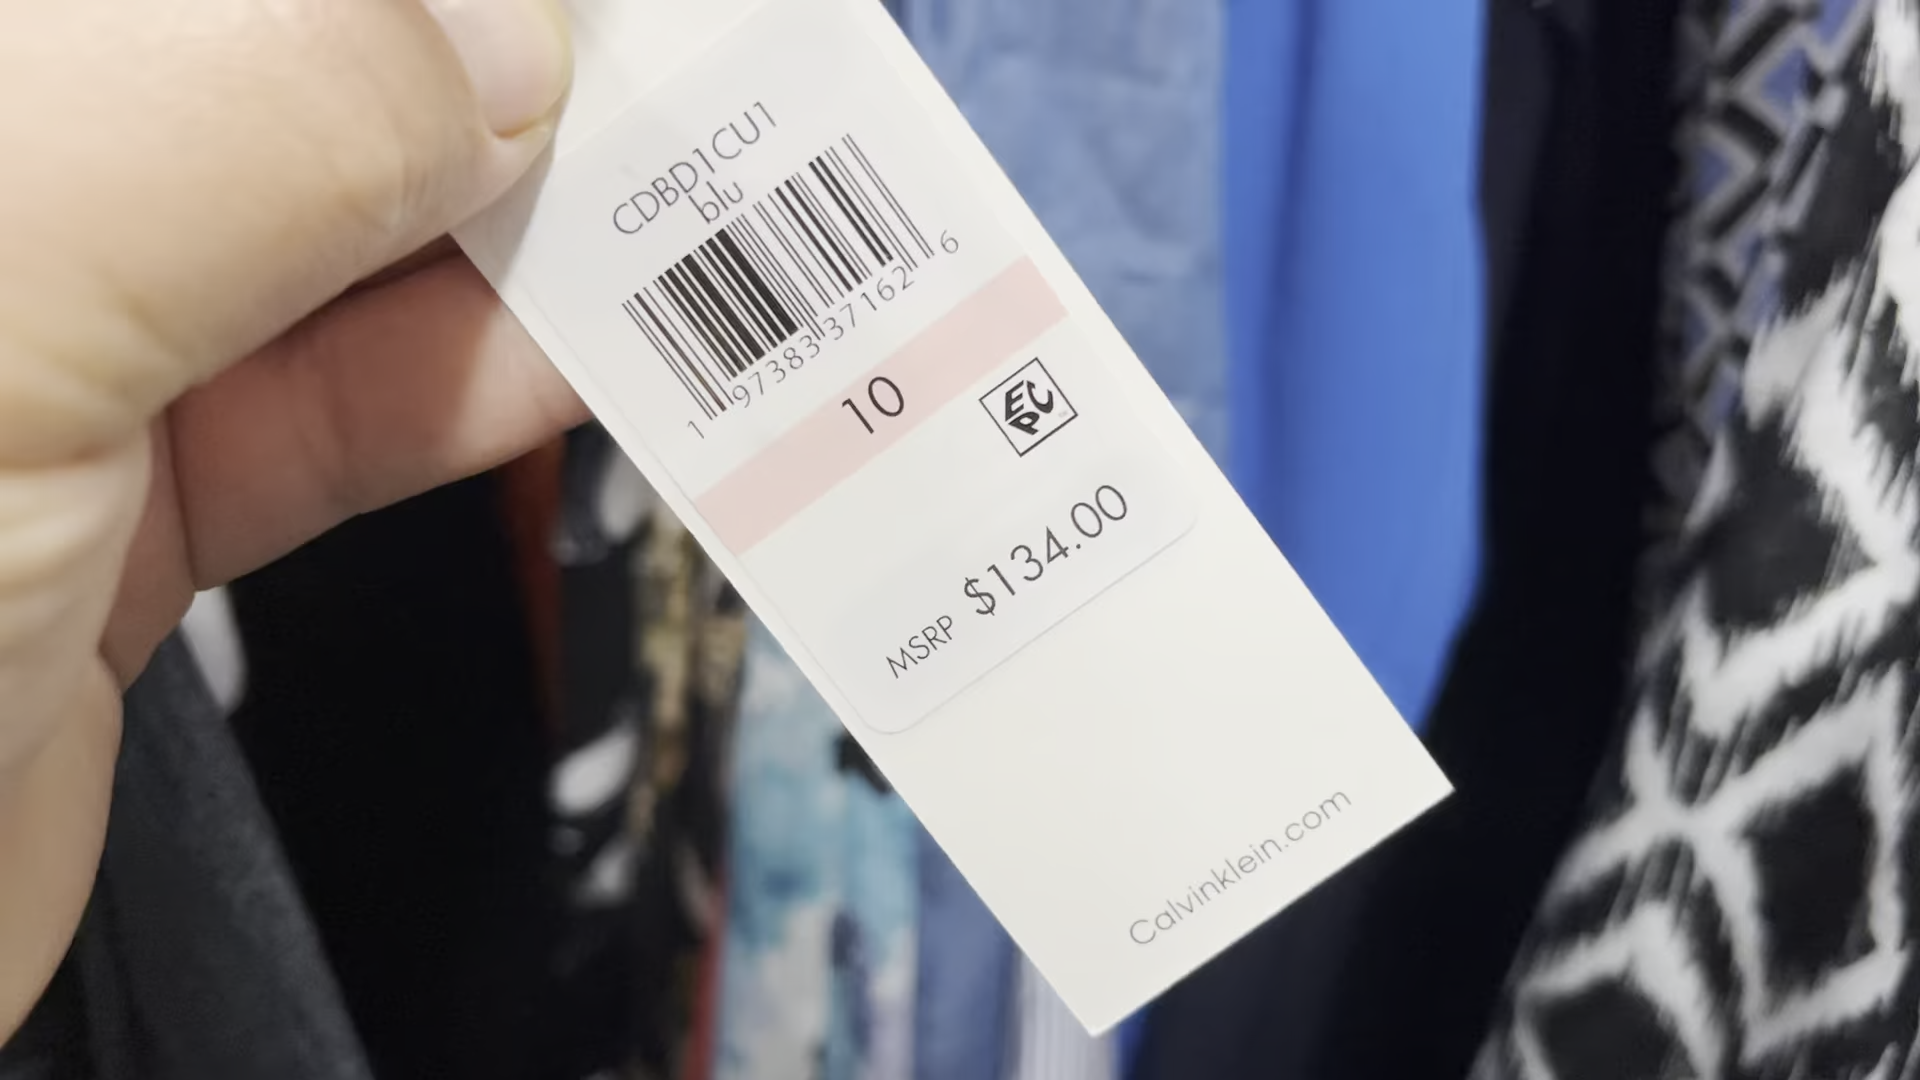 CDBD1CU1
blu
1 97383 37162 6
10
EPC
MSRP $134.00
Calvinklein.com